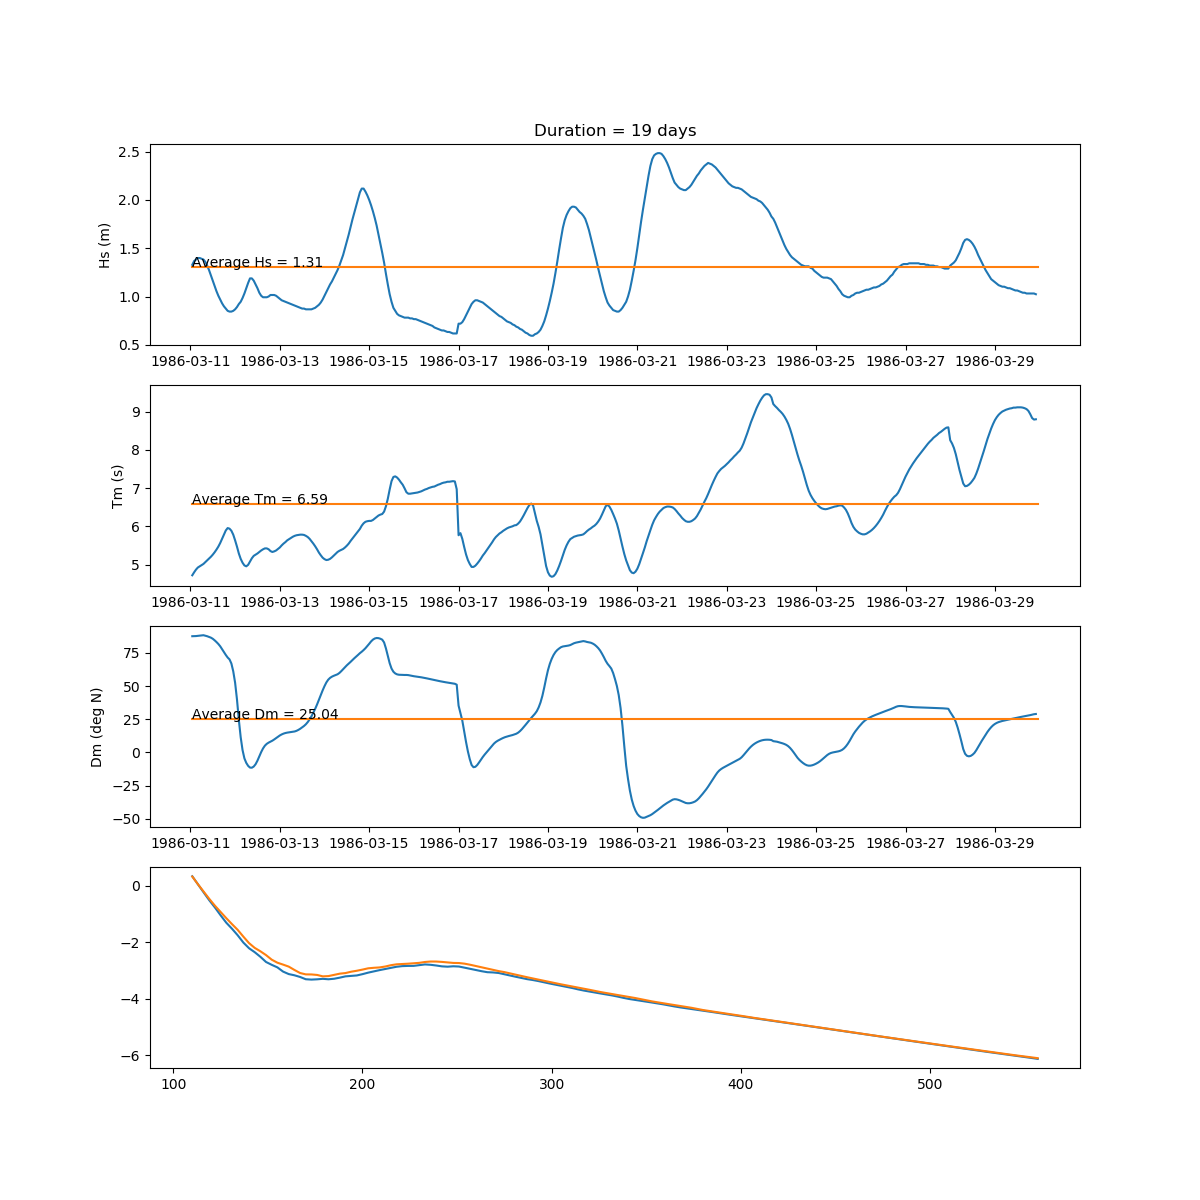 Duration = 19 days
2.5
2.0
1.5
1.0
0.5
Hs (m)
Average Hs = 1.31
1986-03-11 1986-03-13 1986-03-15 1986-03-17 1986-03-19 1986-03-21 1986-03-23 1986-03-25 1986-03-27 1986-03-29
9
8
7
6
5
Tm (s)
Average Tm = 6.59
1986-03-11 1986-03-13 1986-03-15 1986-03-17 1986-03-19 1986-03-21 1986-03-23 1986-03-25 1986-03-27 1986-03-29
75
50
25
0
−25
−50
Dm (deg N)
Average Dm = 25.04
1986-03-11 1986-03-13 1986-03-15 1986-03-17 1986-03-19 1986-03-21 1986-03-23 1986-03-25 1986-03-27 1986-03-29
0
−2
−4
−6
100 200 300 400 500